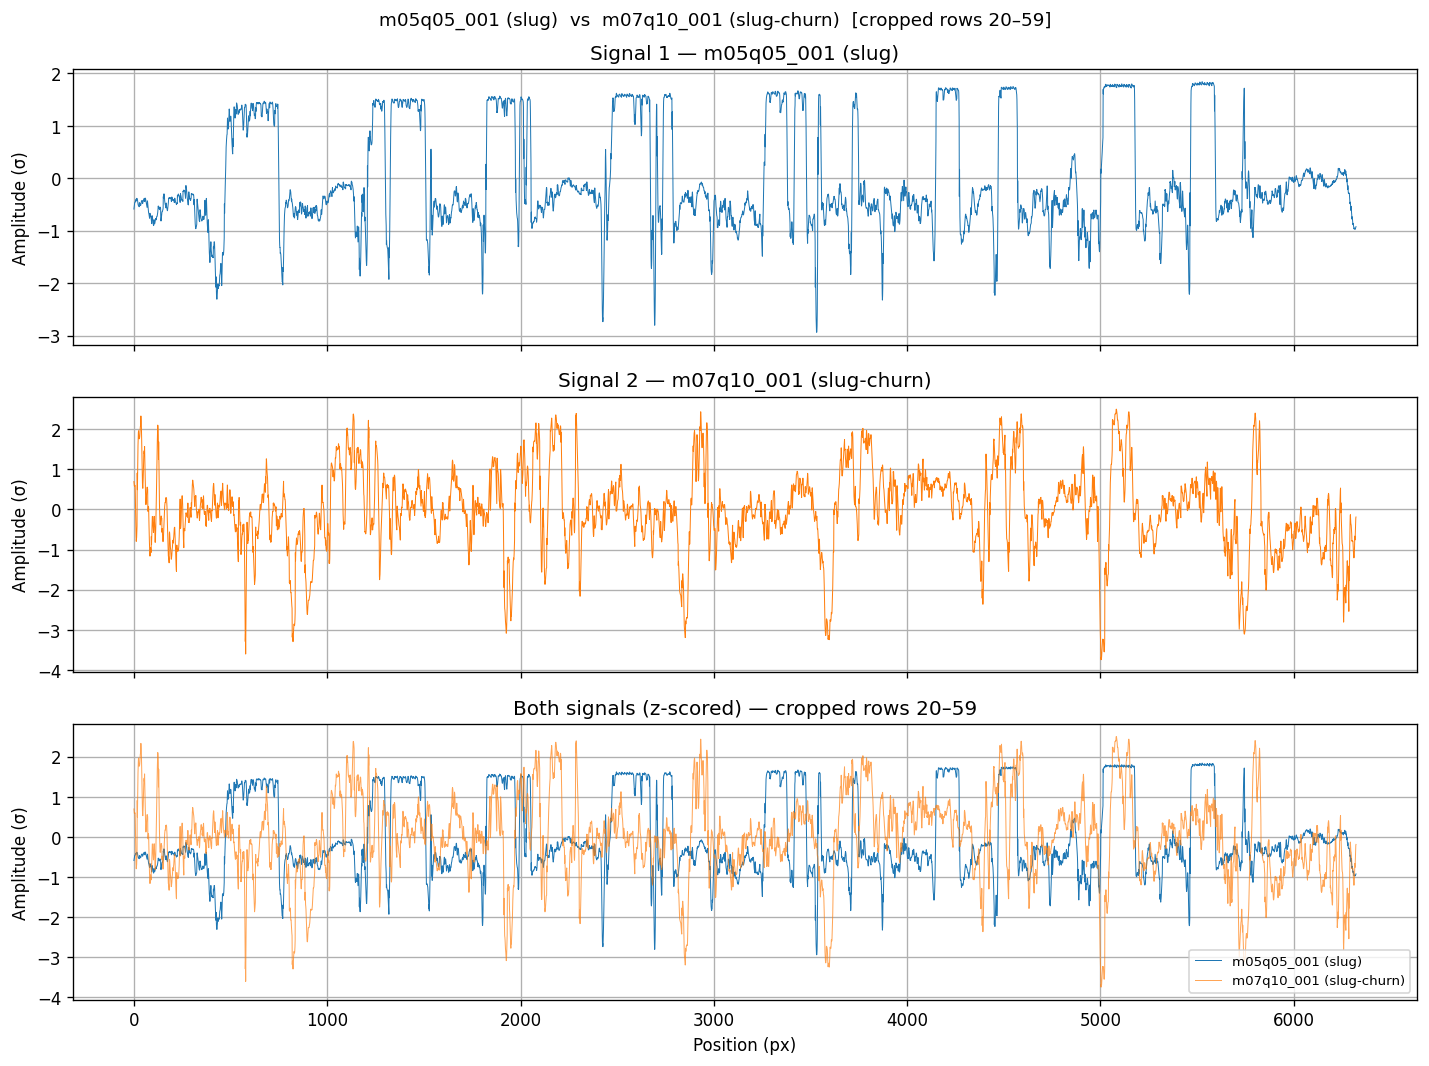 m05q05_001 (slug)  vs  m07q10_001 (slug-churn)  [cropped rows 20–59]
Signal 1 — m05q05_001 (slug)
2
1
0
−1
−2
−3
Amplitude (σ)
Signal 2 — m07q10_001 (slug-churn)
2
1
0
−1
−2
−3
−4
Amplitude (σ)
Both signals (z-scored) — cropped rows 20–59
2
1
0
−1
−2
−3
−4
Amplitude (σ)
m05q05_001 (slug)
m07q10_001 (slug-churn)
0 1000 2000 3000 4000 5000 6000
Position (px)